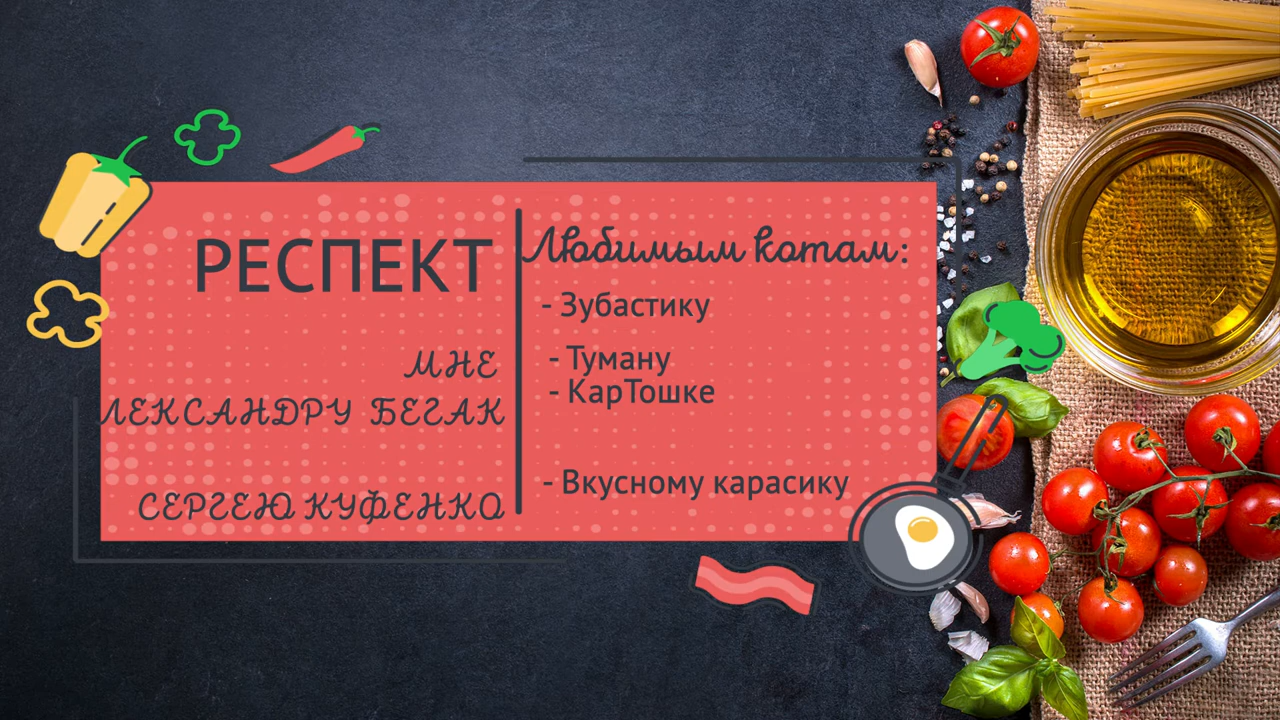 РЕСПЕКТ
МНЕ
ЛЕКСАНДРУ БЕГАК
СЕРГЕЮ КУФЕНКО
Любимым котам:
- Зубастику
- Туману
- КарТошке
- Вкусному карасику